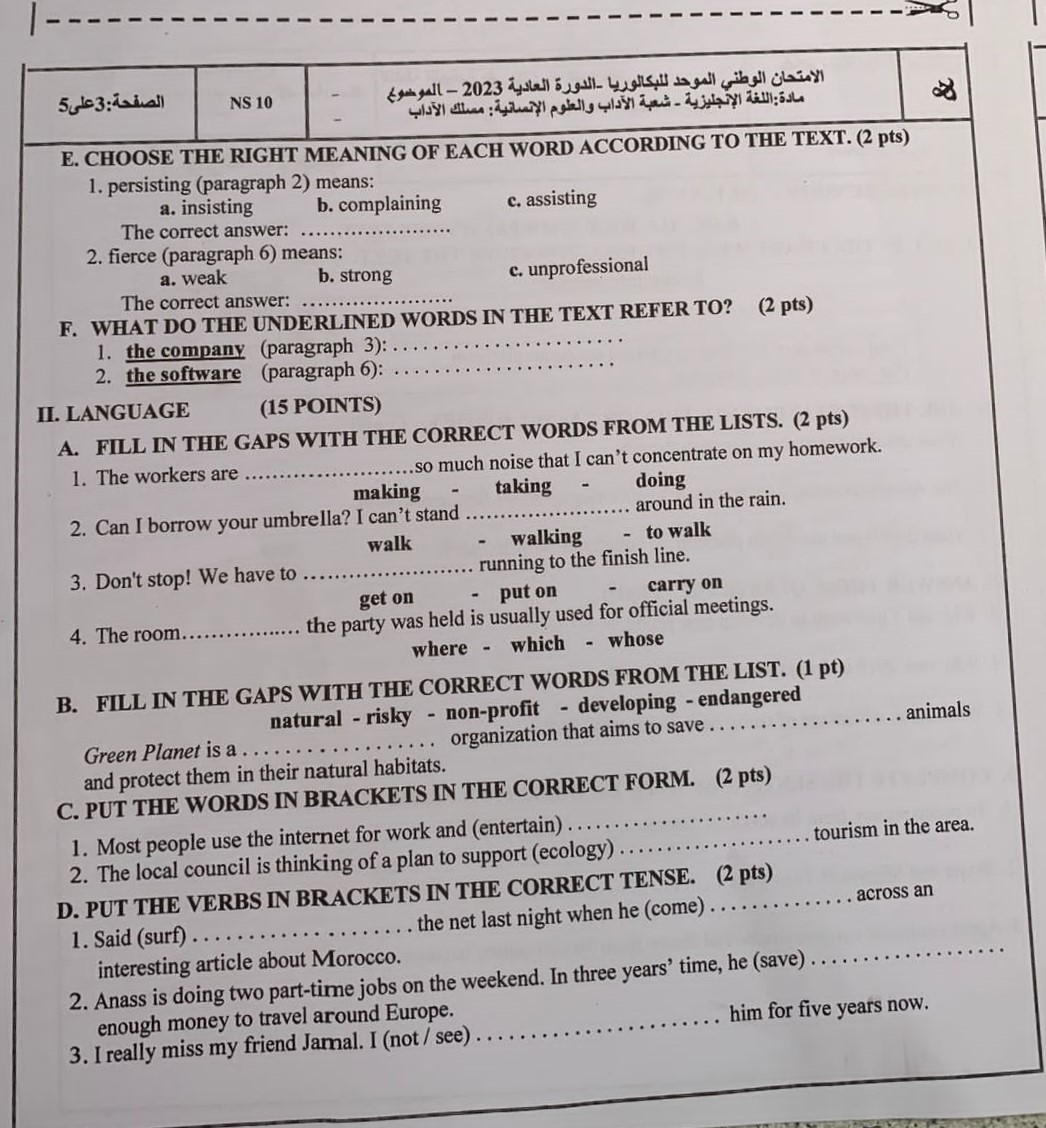 الصفحة:3على5
NS 10
-
-
الامتحان الوطني الموحد للبكالوريا -الدورة العادية 2023 – الموضوع
مادة:اللغة الإنجليزية - شعبة الآداب والعلوم الإنسانية: مسلك الآداب
E. CHOOSE THE RIGHT MEANING OF EACH WORD ACCORDING TO THE TEXT. (2 pts)
1. persisting (paragraph 2) means:
a. insisting b. complaining c. assisting
The correct answer: .....................
2. fierce (paragraph 6) means:
a. weak b. strong c. unprofessional
The correct answer: .....................
F. WHAT DO THE UNDERLINED WORDS IN THE TEXT REFER TO? (2 pts)
1. the company (paragraph 3): . . . . . . . . . . . . . . . . . . . . . .
2. the software (paragraph 6): . . . . . . . . . . . . . . . . . . . . .
II. LANGUAGE (15 POINTS)
A. FILL IN THE GAPS WITH THE CORRECT WORDS FROM THE LISTS. (2 pts)
1. The workers are ........................so much noise that I can't concentrate on my homework.
making - taking - doing
2. Can I borrow your umbrella? I can't stand ....................... around in the rain.
walk - walking - to walk
3. Don't stop! We have to ........................ running to the finish line.
get on - put on - carry on
4. The room................. the party was held is usually used for official meetings.
where - which - whose
B. FILL IN THE GAPS WITH THE CORRECT WORDS FROM THE LIST. (1 pt)
natural - risky - non-profit - developing - endangered
Green Planet is a . . . . . . . . . . . . . . . . . organization that aims to save . . . . . . . . . . . . . . . . . animals
and protect them in their natural habitats.
C. PUT THE WORDS IN BRACKETS IN THE CORRECT FORM. (2 pts)
1. Most people use the internet for work and (entertain) . . . . . . . . . . . . . . . . . .
2. The local council is thinking of a plan to support (ecology) . . . . . . . . . . . . . . . . . tourism in the area.
D. PUT THE VERBS IN BRACKETS IN THE CORRECT TENSE. (2 pts)
1. Said (surf) . . . . . . . . . . . . . . . . . . . the net last night when he (come) . . . . . . . . . . . . . across an
interesting article about Morocco.
2. Anass is doing two part-time jobs on the weekend. In three years' time, he (save) . . . . . . . . . . . . . . . . .
enough money to travel around Europe.
3. I really miss my friend Jamal. I (not / see) . . . . . . . . . . . . . . . . . . . . . him for five years now.